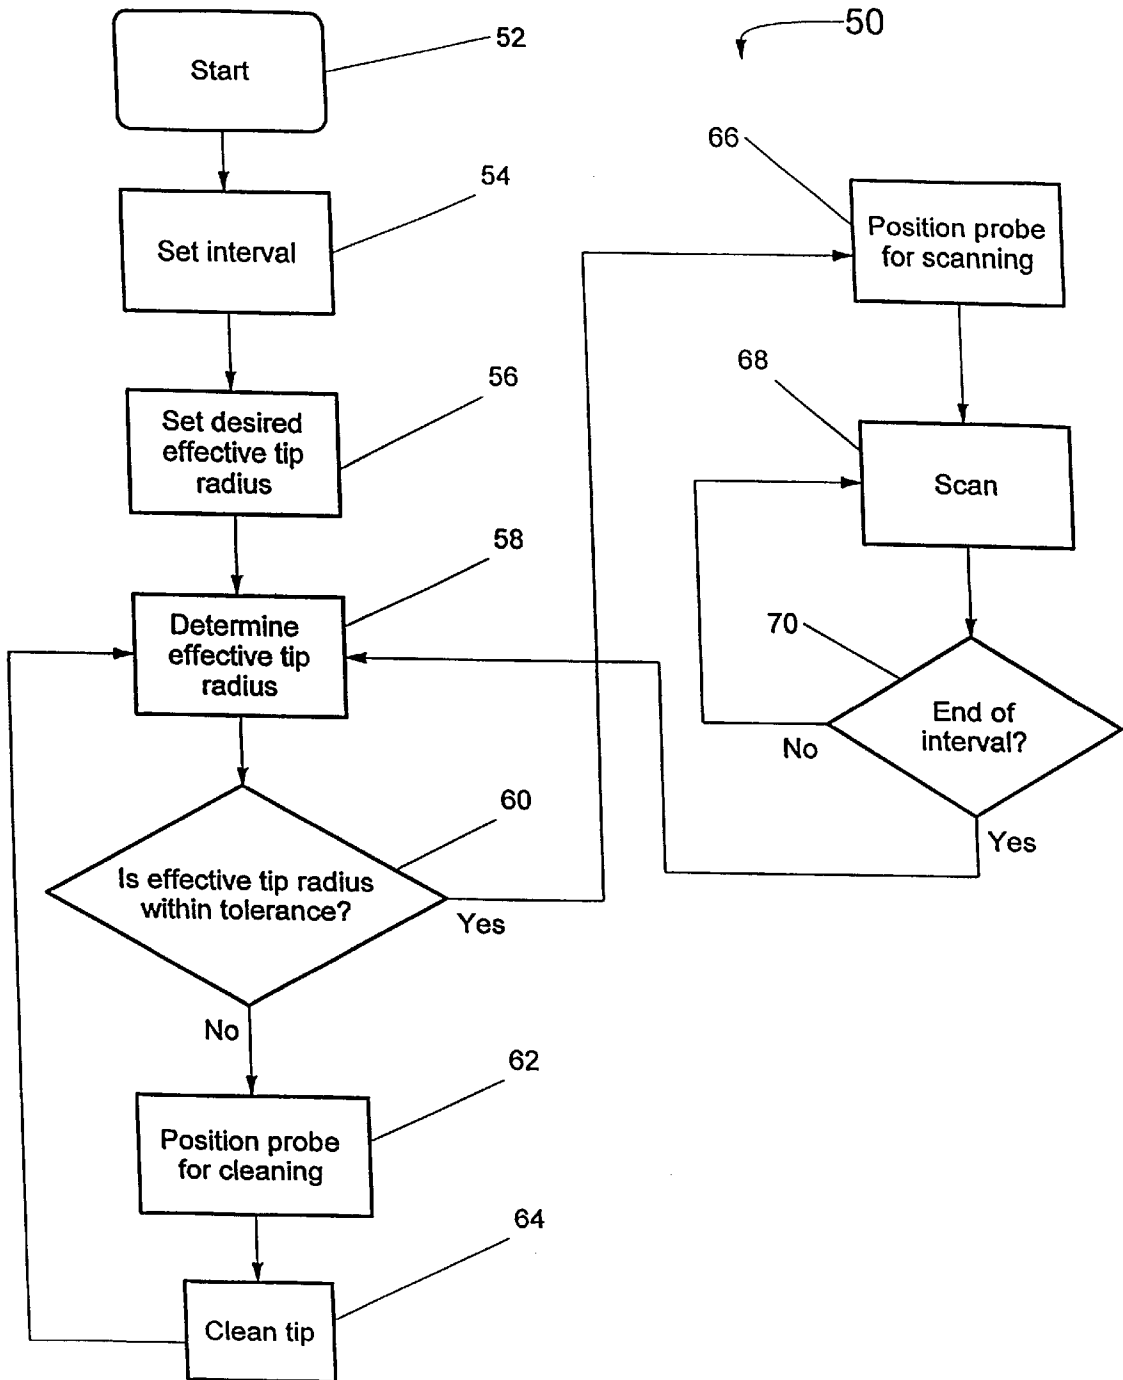 50
Start
52
Set interval
54
Set desired
effective tip
radius
56
Determine
effective tip
radius
58
Is effective tip radius
within tolerance?
60
Yes
No
Position probe
for cleaning
62
Clean tip
64
Position probe
for scanning
66
Scan
68
End of
interval?
70
No
Yes